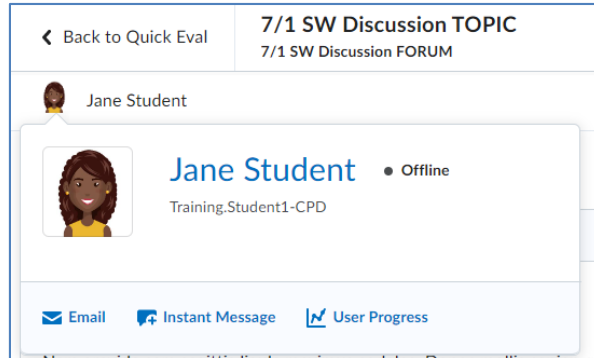 Back to Quick Eval
7/1 SW Discussion TOPIC
7/1 SW Discussion FORUM
Jane Student
Jane Student
• Offline
Training.Student1-CPD
Email
Instant Message
User Progress